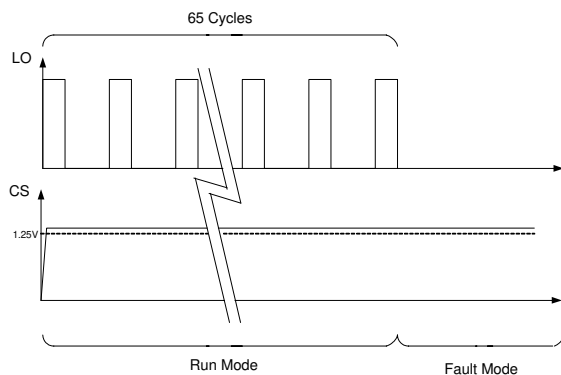 65 Cycles
LO
CS
1.25V
Run Mode
Fault Mode